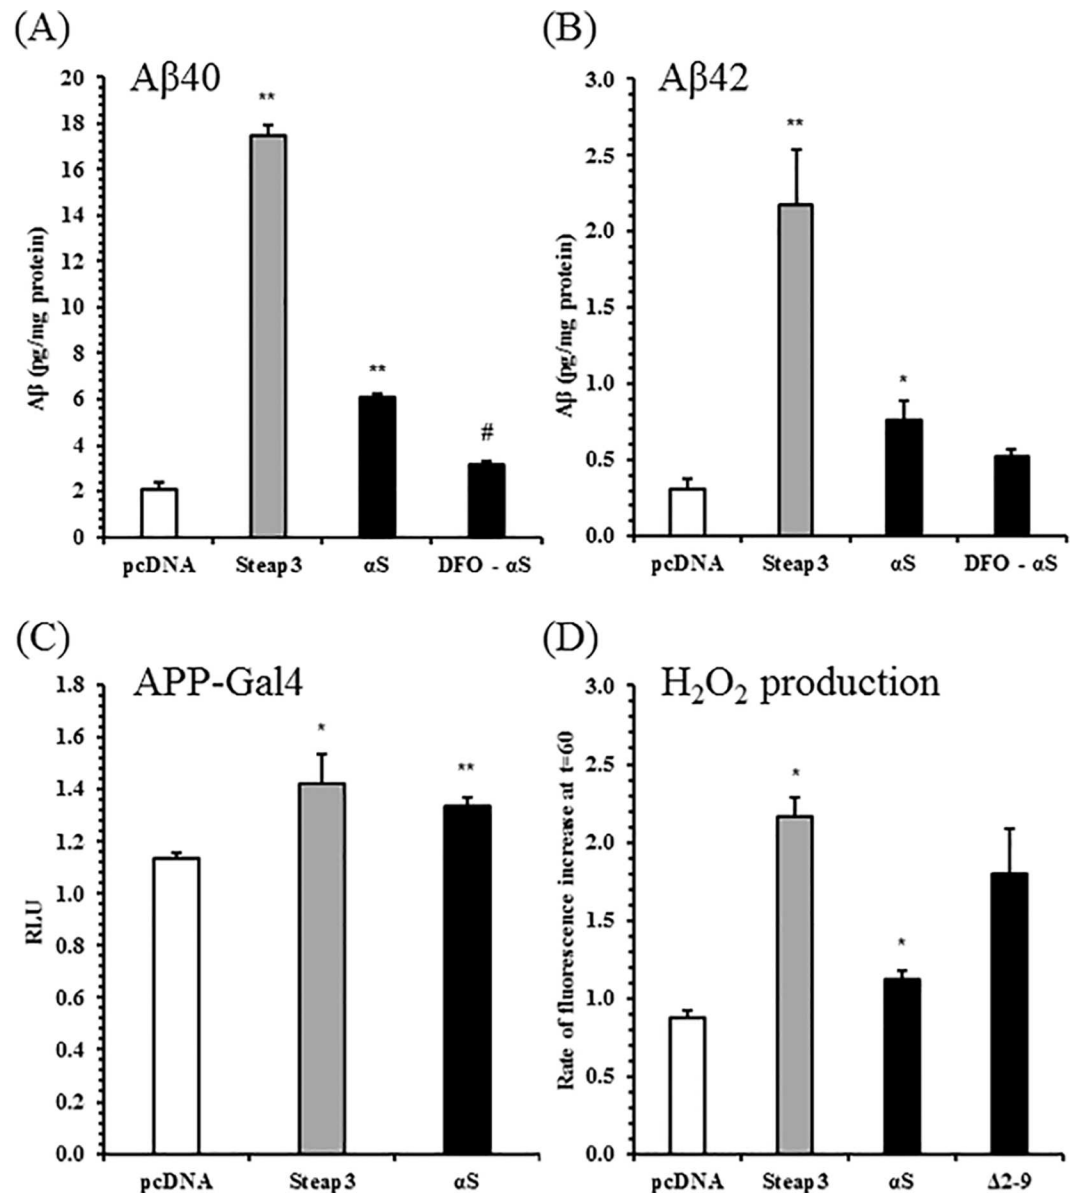 (A)
Aβ40
Aβ (pg/mg protein)
20
18
16
14
12
10
8
6
4
2
0
**
**
#
pcDNA Steap3 αS DFO - αS
(B)
Aβ42
Aβ (pg/mg protein)
3.0
2.5
2.0
1.5
1.0
0.5
0.0
**
*
pcDNA Steap3 αS DFO - αS
(C)
APP-Gal4
RLU
1.8
1.6
1.4
1.2
1.0
0.8
0.6
0.4
0.2
0.0
*
**
pcDNA Steap3 αS
(D)
H₂O₂ production
Rate of fluorescence increase at t=60
3.0
2.5
2.0
1.5
1.0
0.5
0.0
*
*
pcDNA Steap3 αS Δ2-9